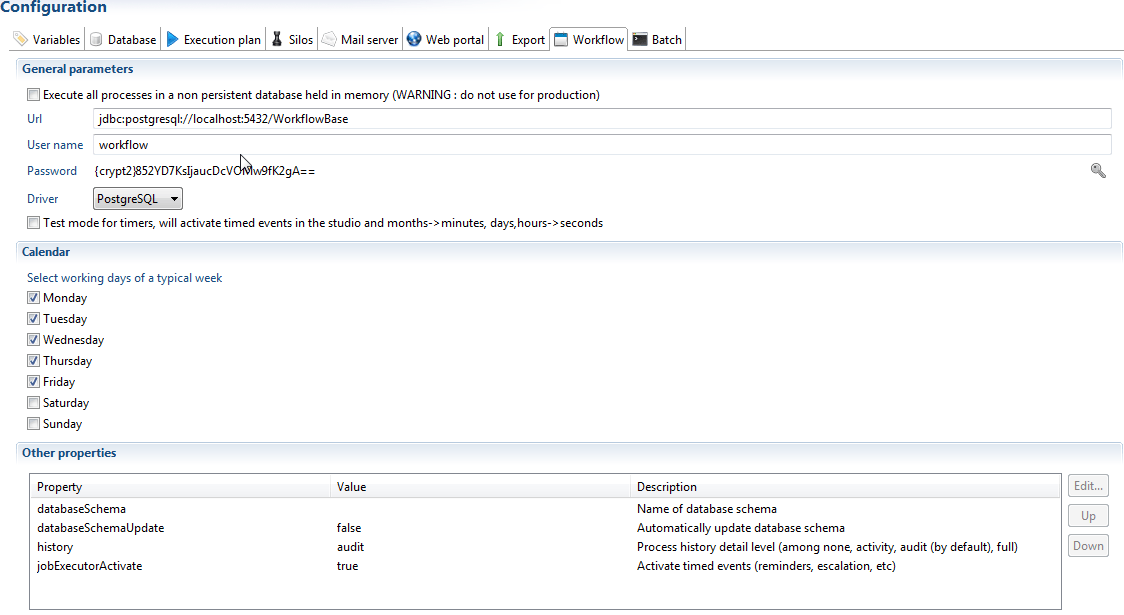 Configuration
Variables Database Execution plan Silos Mail server Web portal Export Workflow Batch
General parameters
Execute all processes in a non persistent database held in memory (WARNING : do not use for production)
Url jdbc:postgresql://localhost:5432/WorkflowBase
User name workflow
Password
Driver PostgreSQL
Test mode for timers, will activate timed events in the studio and months->minutes, days,hours->seconds
Calendar
Select working days of a typical week
Monday
Tuesday
Wednesday
Thursday
Friday
Saturday
Sunday
Other properties
Property Value Description Edit...
databaseSchema Name of database schema
Up
databaseSchemaUpdate false Automatically update database schema
history audit Process history detail level (among none, activity, audit (by default), full) Down
jobExecutorActivate true Activate timed events (reminders, escalation, etc)